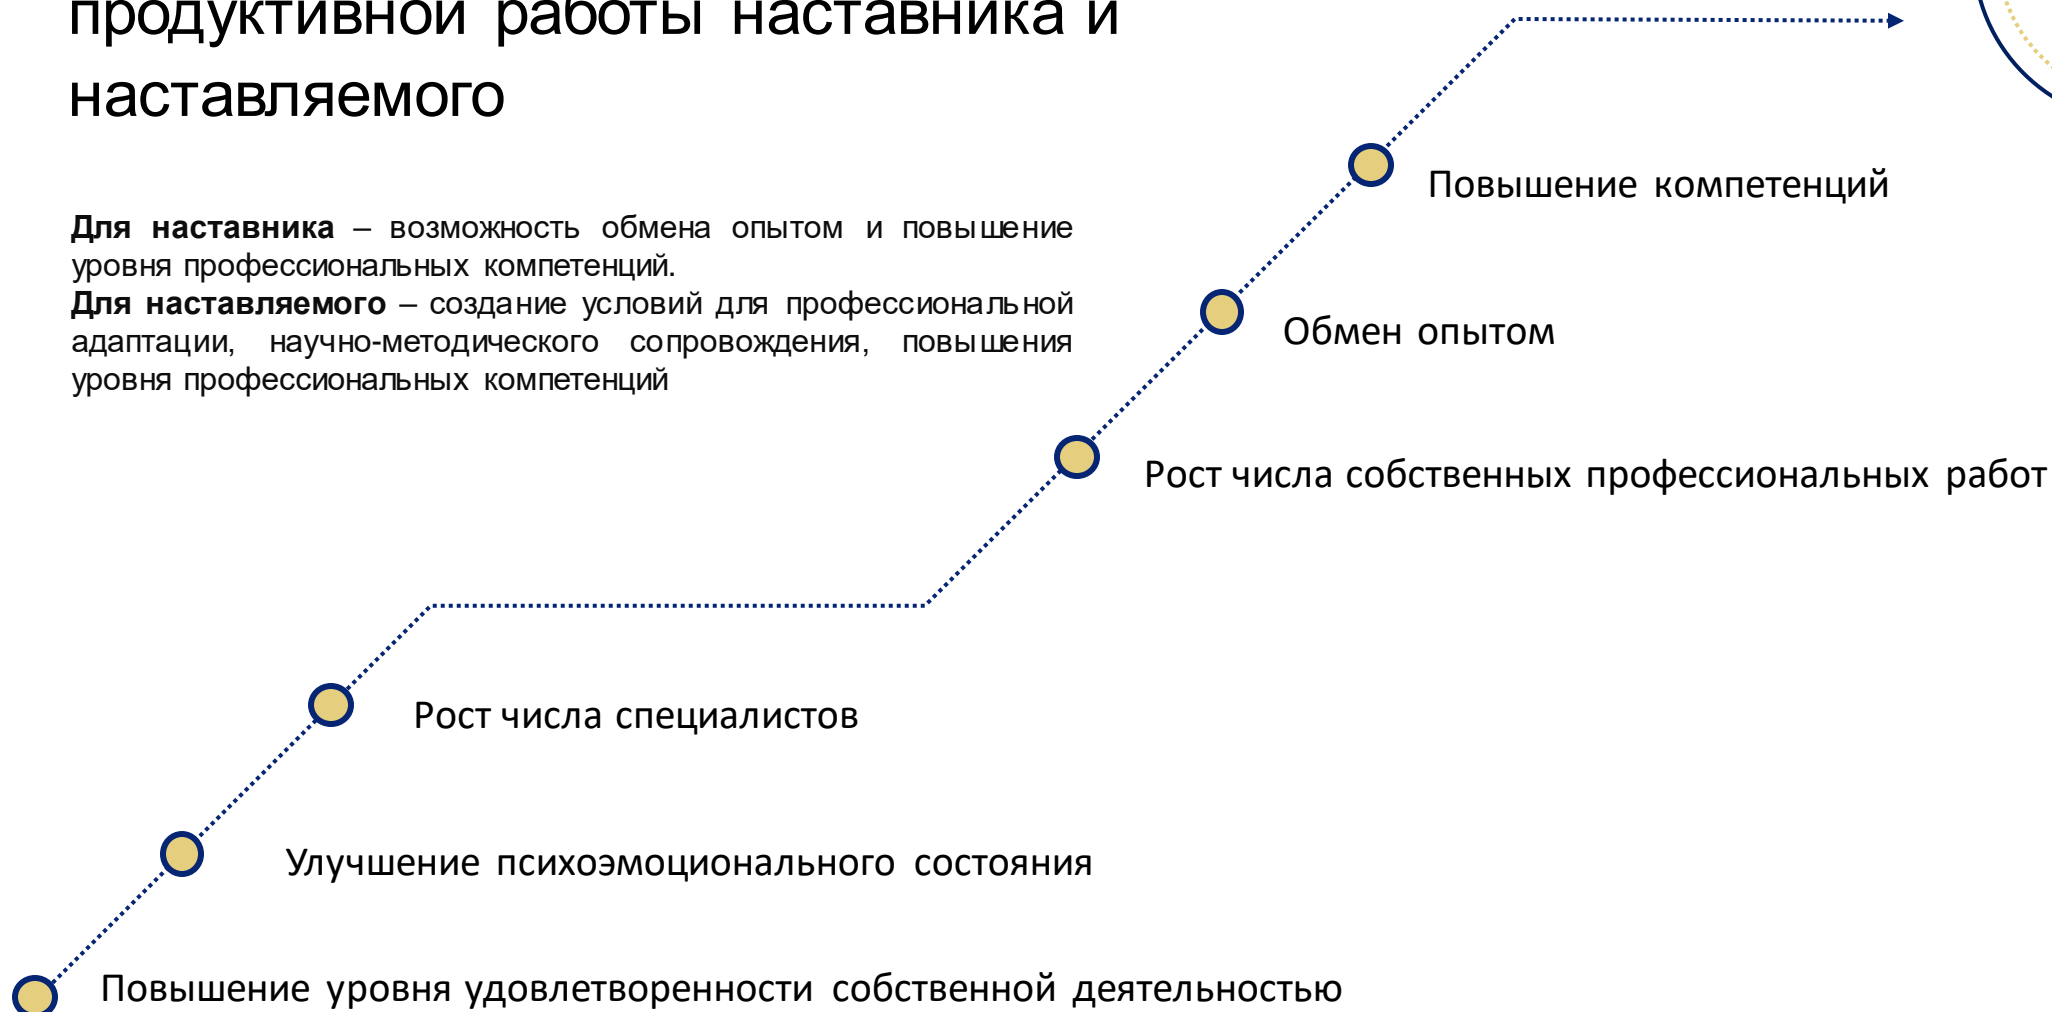 продуктивной работы наставника и
наставляемого
Для наставника – возможность обмена опытом и повышение
уровня профессиональных компетенций.
Для наставляемого – создание условий для профессиональной
адаптации, научно-методического сопровождения, повышения
уровня профессиональных компетенций
Повышение компетенций
Обмен опытом
Рост числа собственных профессиональных работ
Рост числа специалистов
Улучшение психоэмоционального состояния
Повышение уровня удовлетворенности собственной деятельностью